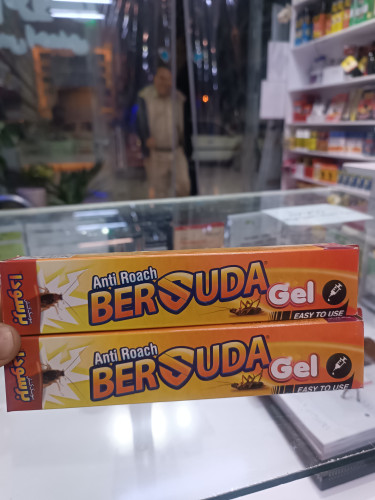 Anti Roach
BERSUDA®
Gel
EASY TO USE
Anti Roach
BERSUDA®
Gel
EASY TO USE